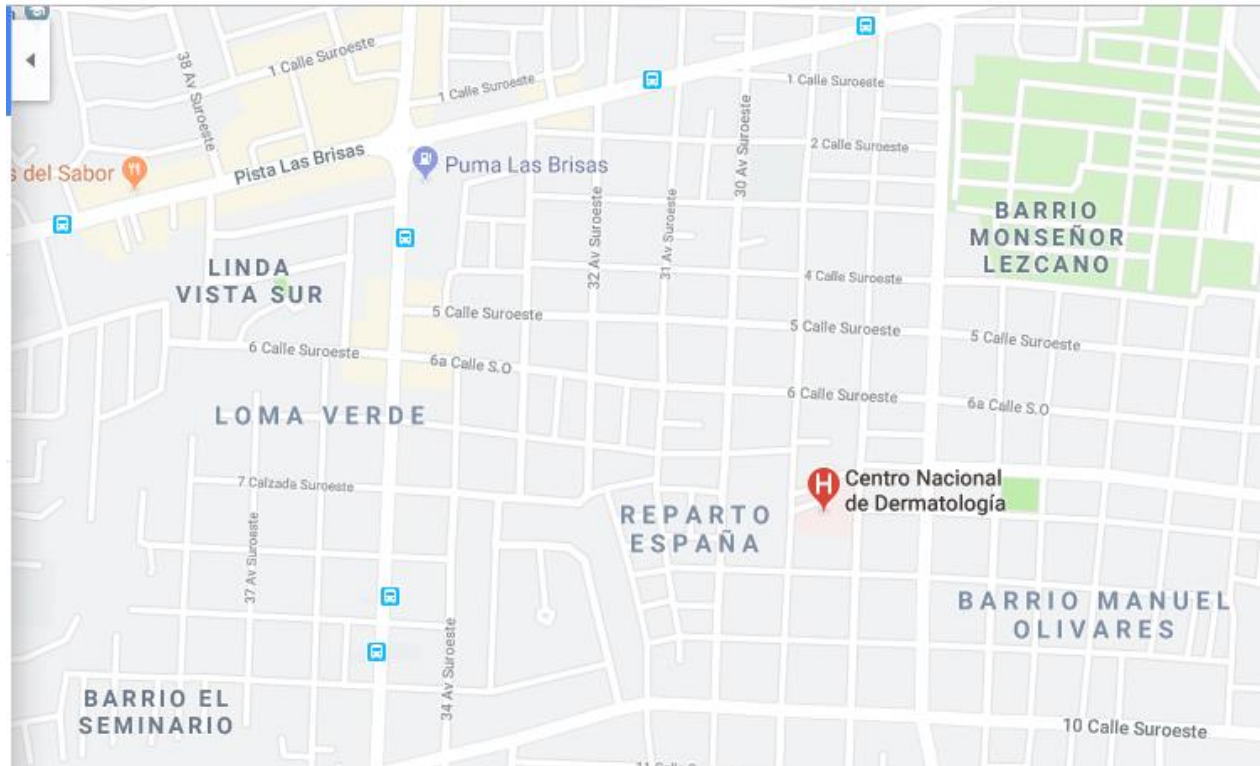 38 Av Suroeste
1 Calle Suroeste
1 Calle Suroeste
1 Calle Suroeste
30 Av Suroeste
2 Calle Suroeste
Pista Las Brisas
s del Sabor
Puma Las Brisas
32 Av Suroeste
31 Av Suroeste
BARRIO
MONSEÑOR
LEZCANO
LINDA
VISTA SUR
4 Calle Suroeste
5 Calle Suroeste
5 Calle Suroeste
5 Calle Suroeste
6 Calle Suroeste
6a Calle S.O
6 Calle Suroeste
6a Calle S.O
LOMA VERDE
7 Calzada Suroeste
H
Centro Nacional
de Dermatología
REPARTO
ESPAÑA
37 Av Suroeste
BARRIO MANUEL
OLIVARES
34 Av Suroeste
BARRIO EL
SEMINARIO
10 Calle Suroeste